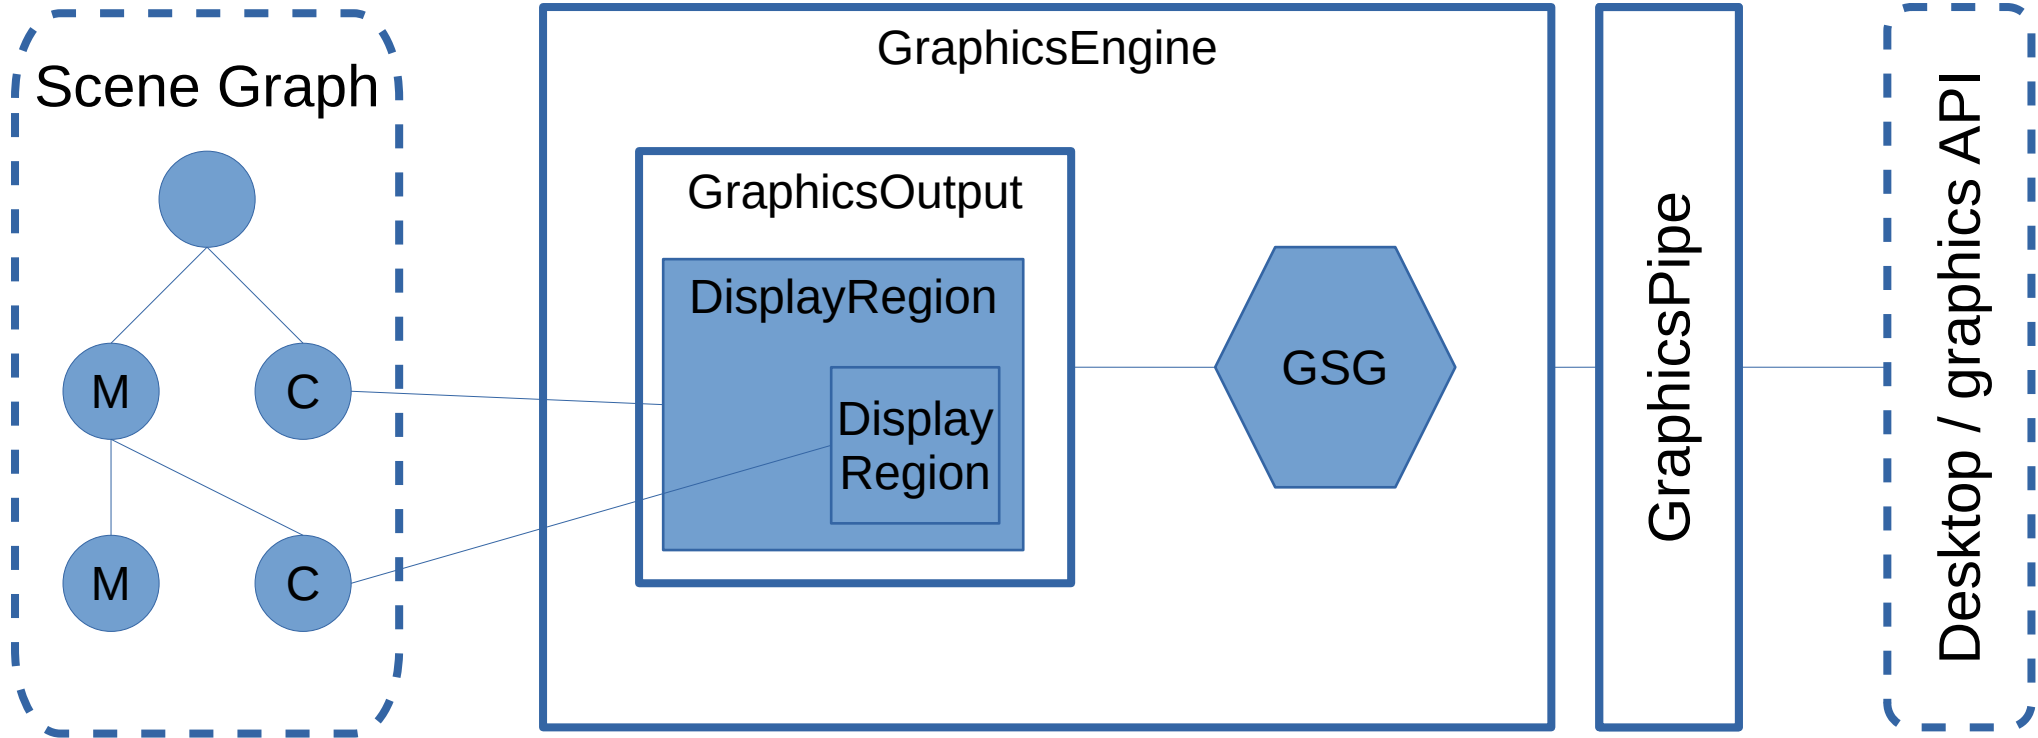 Scene Graph
M
C
M
C
GraphicsEngine
GraphicsOutput
DisplayRegion
Display
Region
GSG
GraphicsPipe
Desktop / graphics API